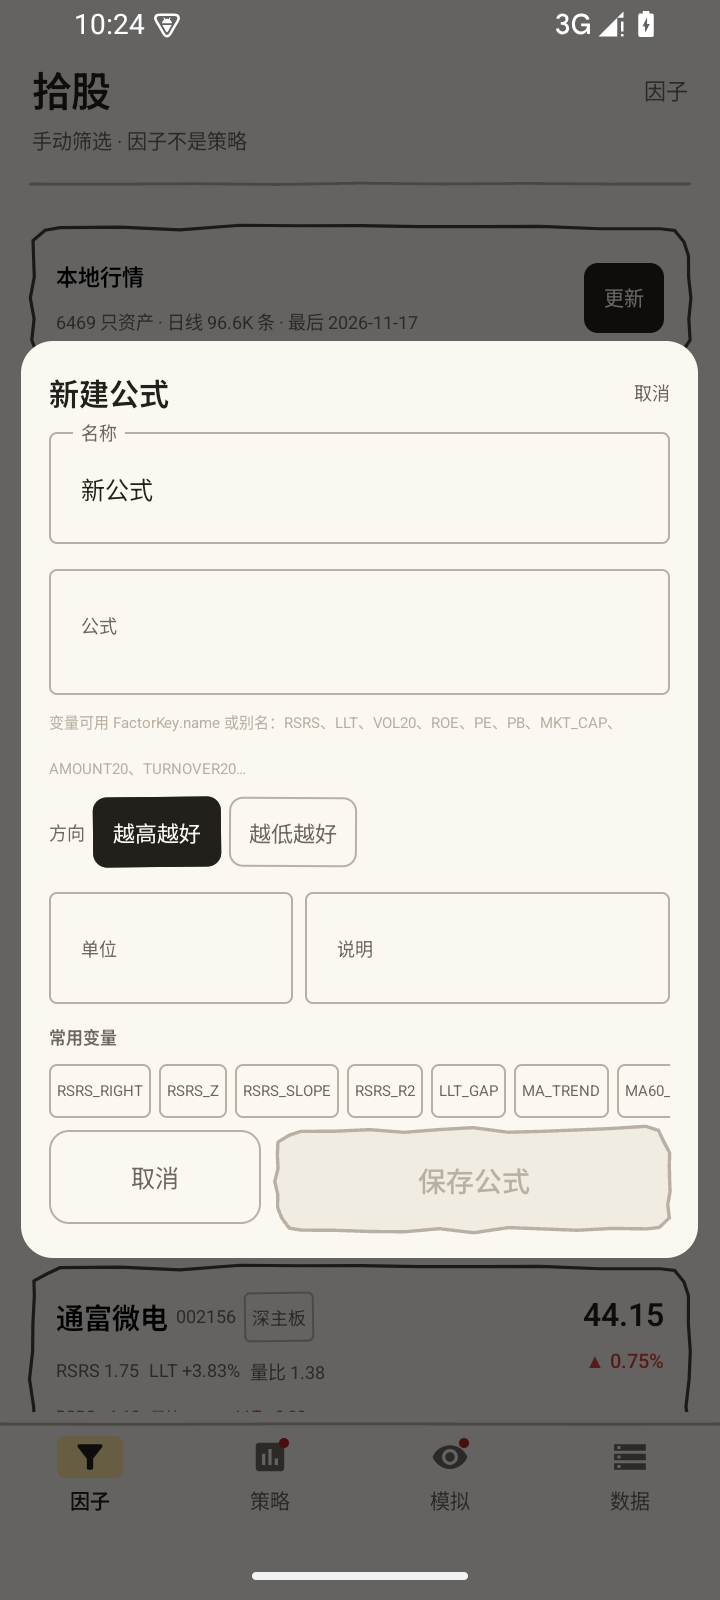 10:24
3G
拾股
因子
手动筛选 · 因子不是策略
本地行情
更新
6469 只资产 · 日线 96.6K 条 · 最后 2026-11-17
新建公式
取消
名称
新公式
公式
变量可用 FactorKey.name 或别名：RSRS、LLT、VOL20、ROE、PE、PB、MKT_CAP、
AMOUNT20、TURNOVER20…
方向
越高越好
越低越好
单位
说明
常用变量
RSRS_RIGHT
RSRS_Z
RSRS_SLOPE
RSRS_R2
LLT_GAP
MA_TREND
MA60_
取消
保存公式
通富微电 002156 深主板
44.15
RSRS 1.75 LLT +3.83% 量比 1.38
▲ 0.75%
因子
策略
模拟
数据